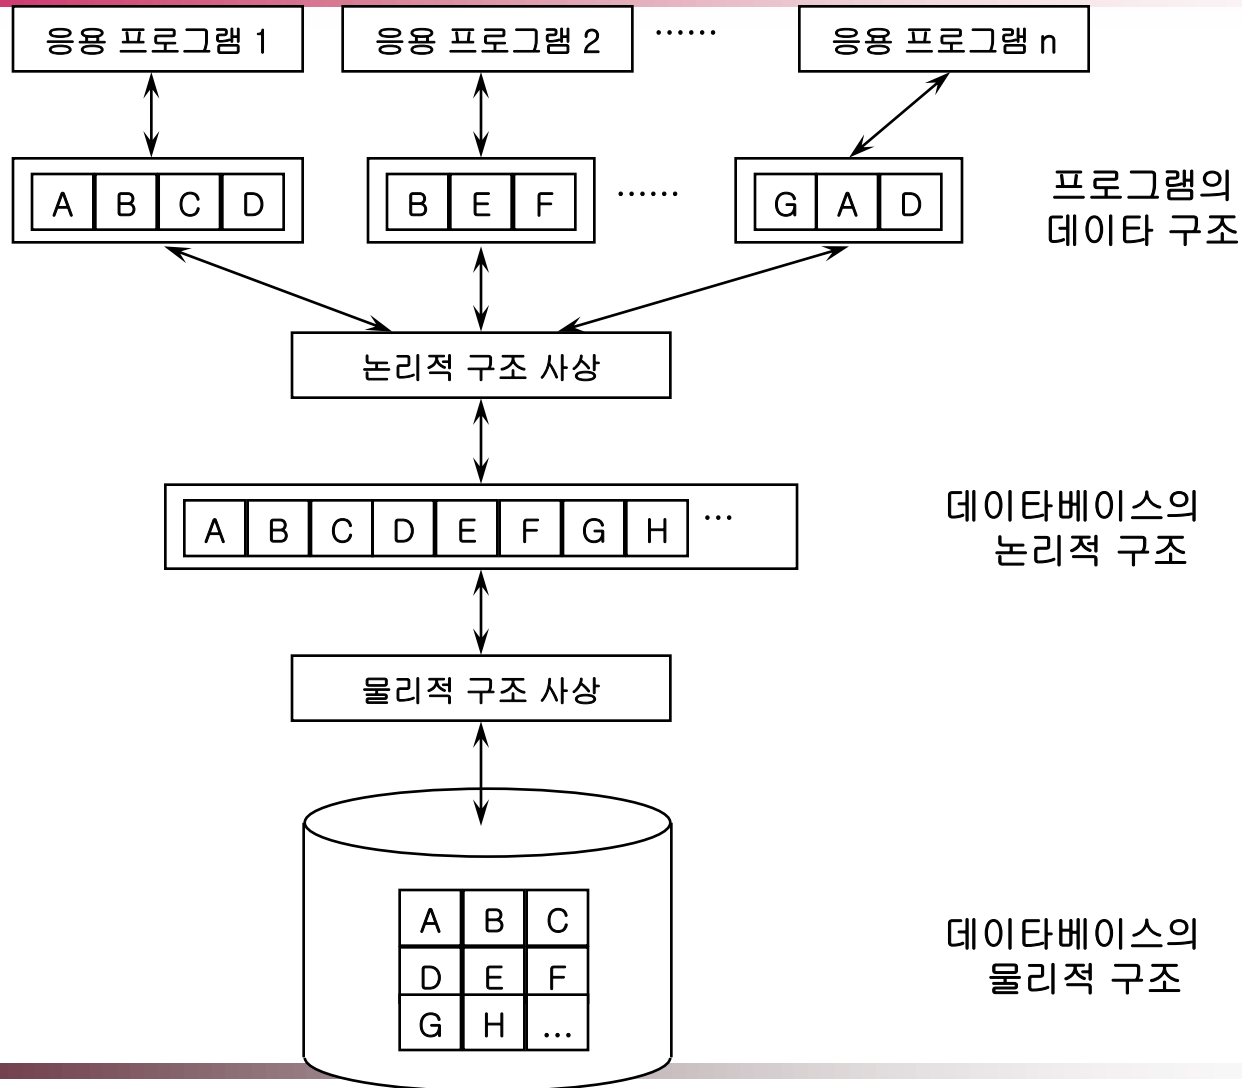 응용 프로그램 1
응용 프로그램 2
······
응용 프로그램 n
A B C D
B E F
······
G A D
프로그램의
데이타 구조
논리적 구조 사상
A B C D E F G H ...
데이타베이스의
논리적 구조
물리적 구조 사상
A B C
D E F
G H ...
데이타베이스의
물리적 구조